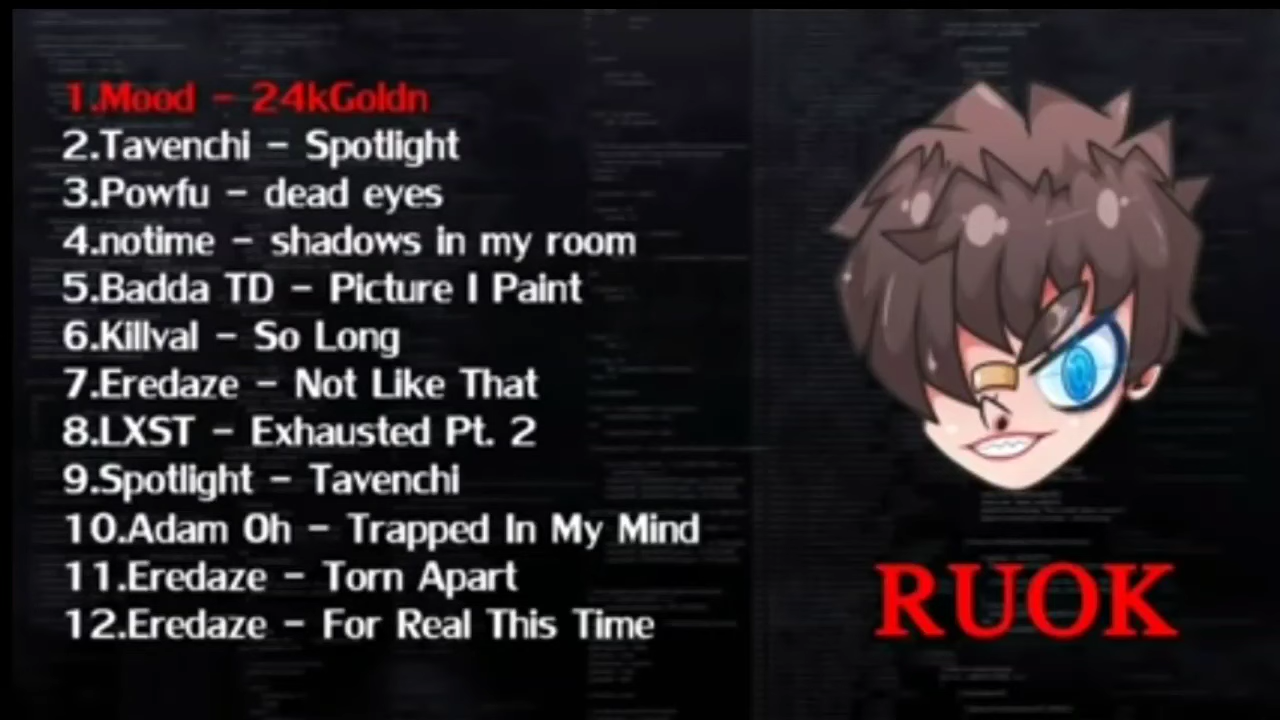 1.Mood - 24kGoldn
2.Tavenchi - Spotlight
3.Powfu - dead eyes
4.notime - shadows in my room
5.Badda TD - Picture I Paint
6.Killval - So Long
7.Eredaze - Not Like That
8.LXST - Exhausted Pt. 2
9.Spotlight - Tavenchi
10.Adam Oh - Trapped In My Mind
11.Eredaze - Torn Apart
12.Eredaze - For Real This Time
RUOK